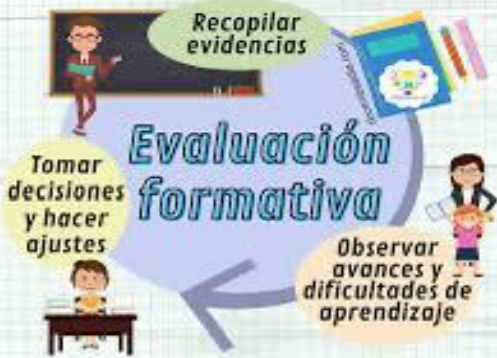 Recopilar
evidencias
Evaluación
formativa
Tomar
decisiones
y hacer
ajustes
Observar
avances y
dificultades de
aprendizaje